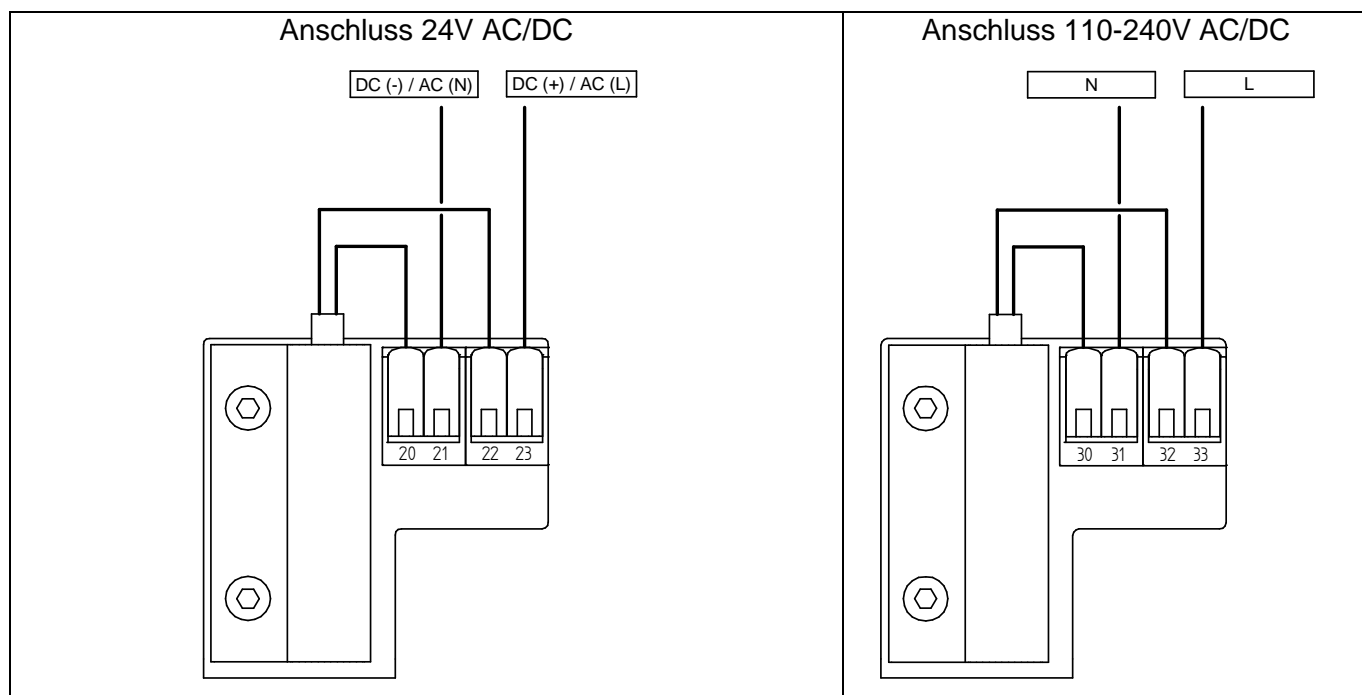 Anschluss 24V AC/DC
DC (-) / AC (N)
DC (+) / AC (L)
20 21 22 23
Anschluss 110-240V AC/DC
N
L
30 31 32 33